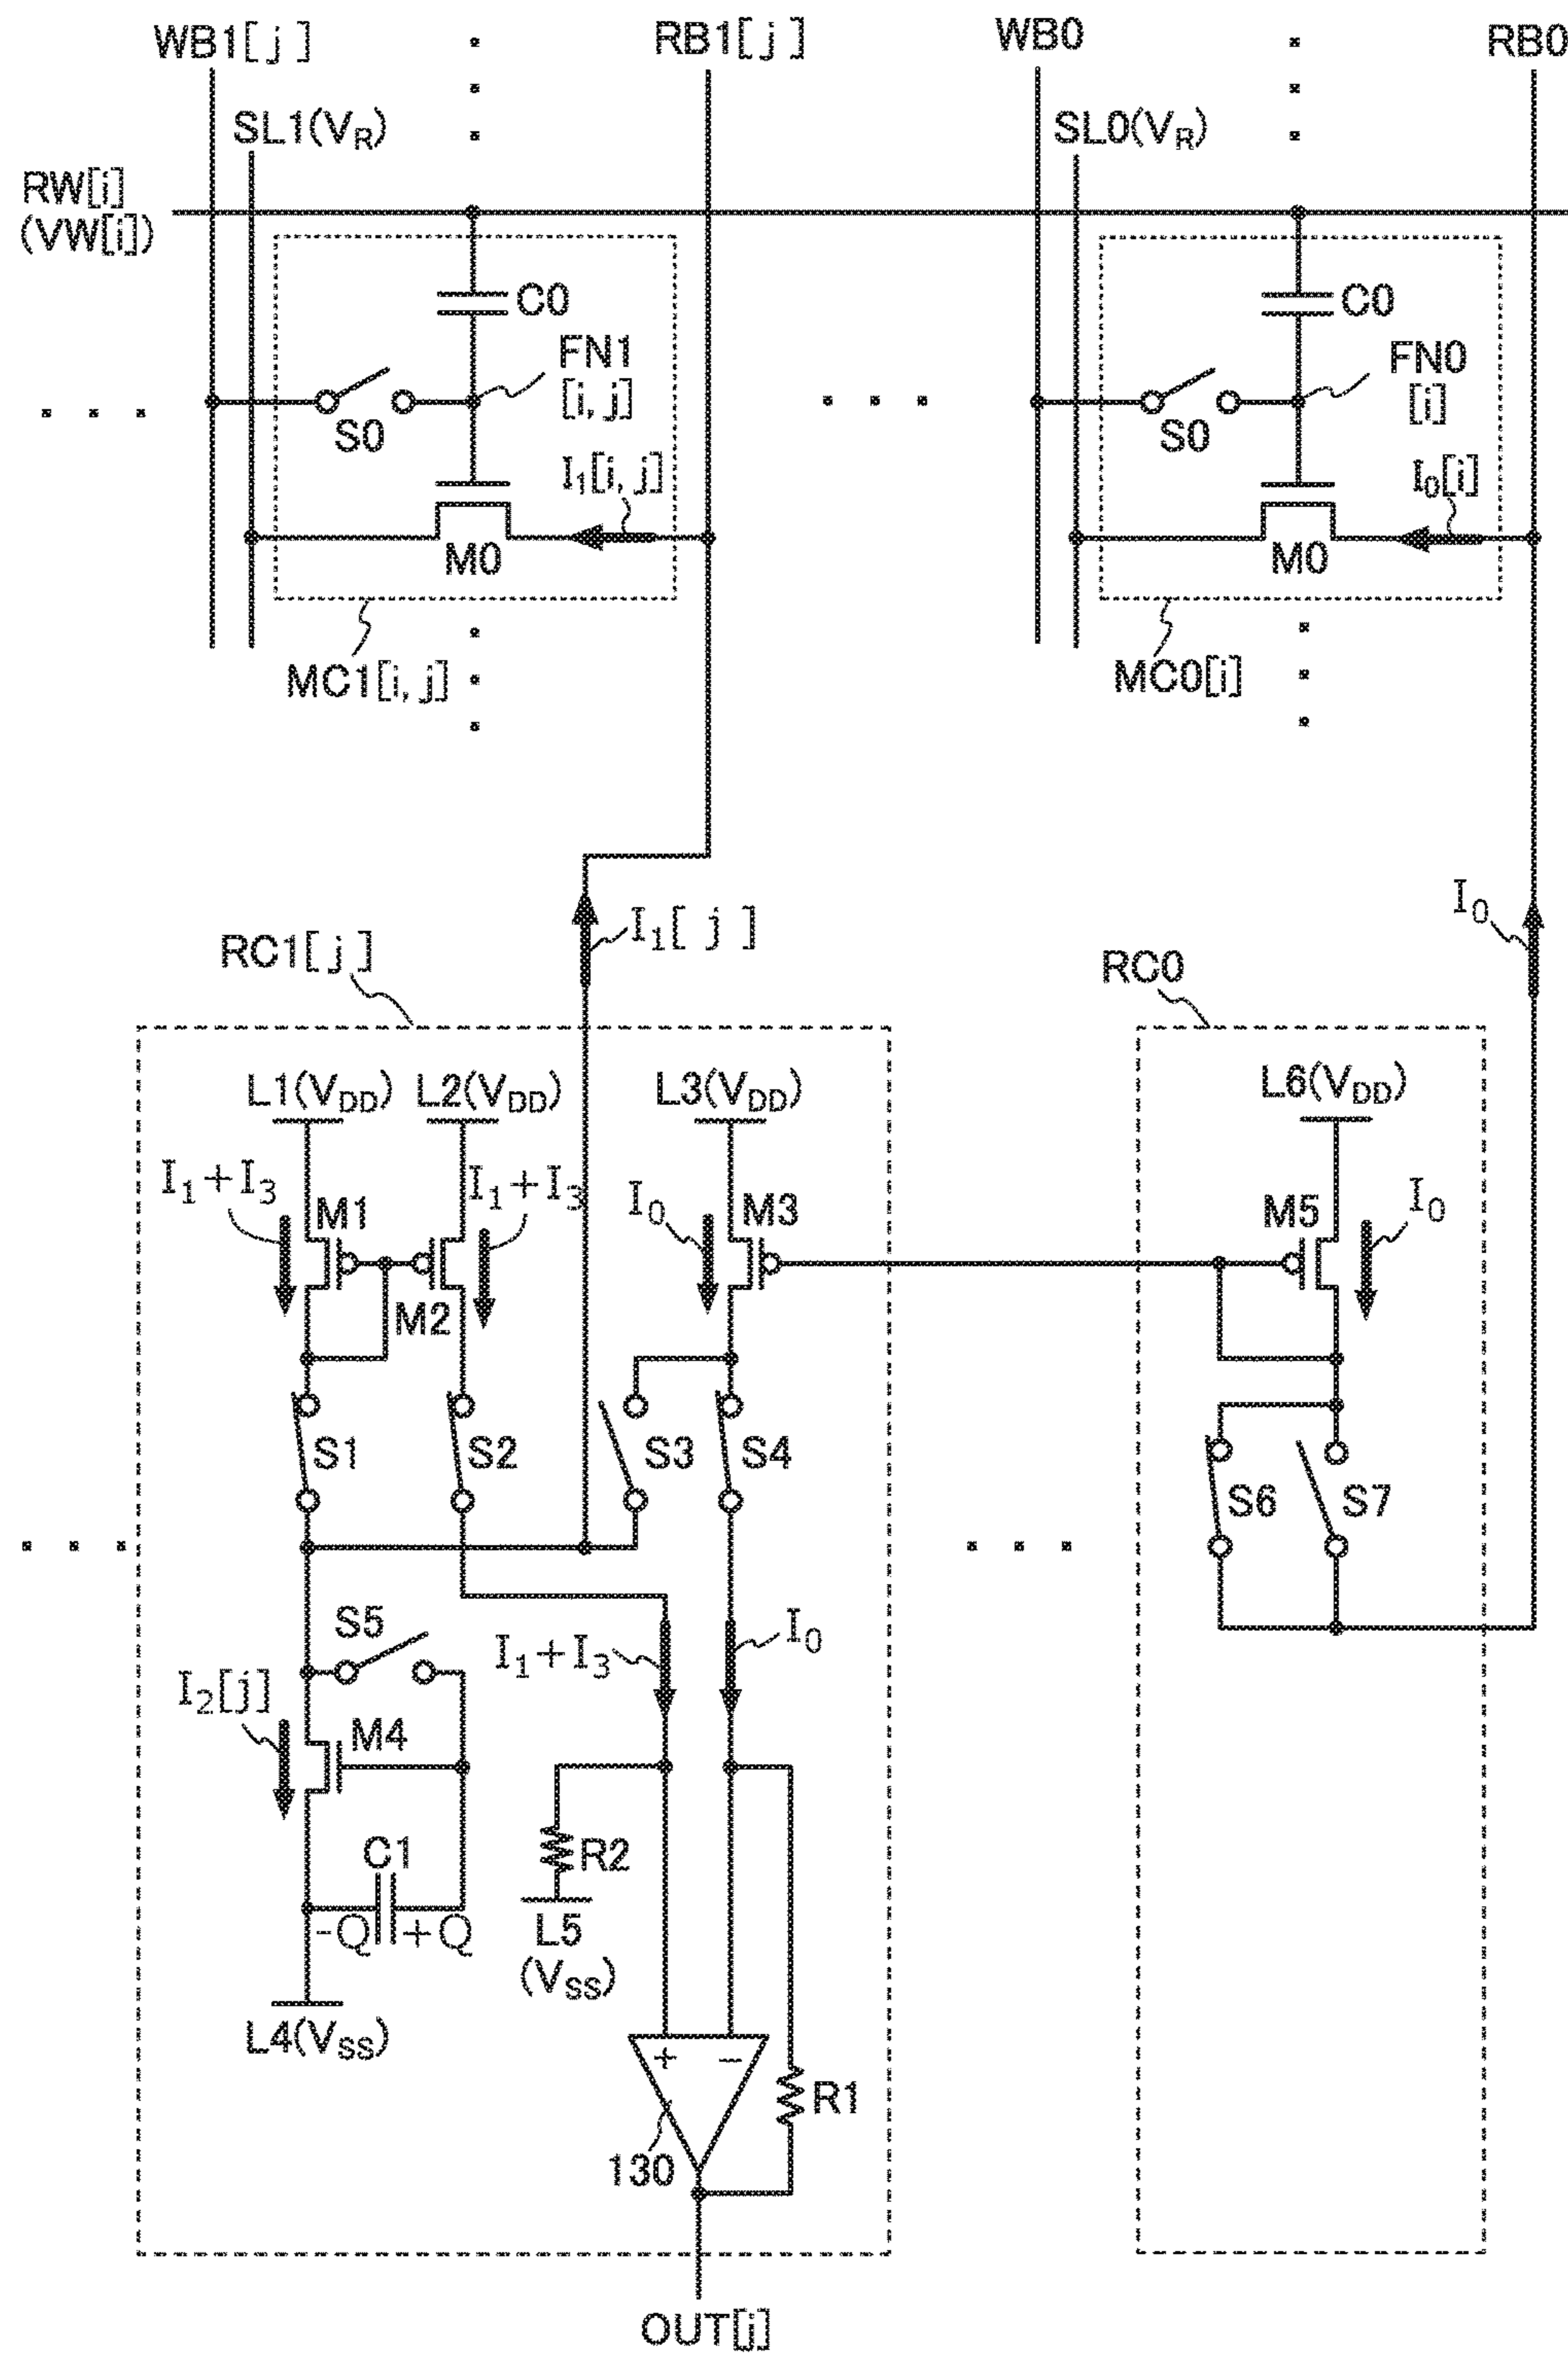 WB1[j]
RB1[j]
WB0
RB0
SL1(VR)
SL0(VR)
RW[i]
(VW[i])
C0
C0
FN1
[i, j]
FN0
[i]
S0
S0
I1[i, j]
I0[i]
M0
M0
MC1[i, j]
MC0[i]
I1[j]
I0
RC1[j]
RC0
L1(VDD)
L2(VDD)
L3(VDD)
L6(VDD)
I1+I3
M1
I1+I3
I0
M3
M5
I0
M2
S1
S2
S3
S4
S6
S7
S5
I1+I3
I0
I2[j]
M4
C1
-Q
+Q
R2
L5
(VSS)
L4(VSS)
+
−
R1
130
OUT[j]